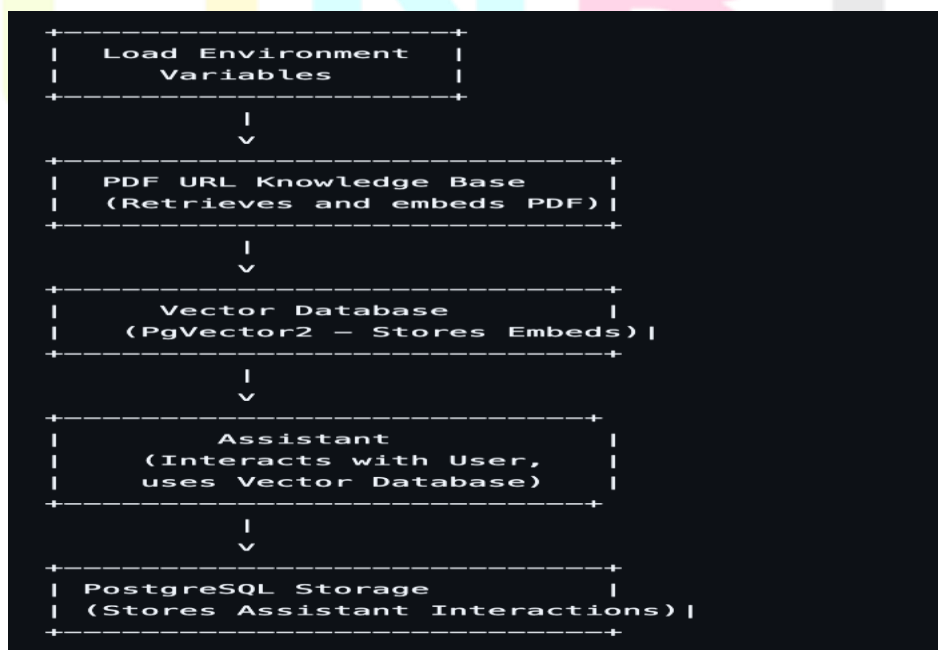 +---------------------+
| Load Environment |
| Variables |
+---------------------+
|
v
+-----------------------------+
| PDF URL Knowledge Base |
| (Retrieves and embeds PDF)|
+-----------------------------+
|
v
+-----------------------------+
| Vector Database |
| (PgVector2 – Stores Embeds)|
+-----------------------------+
|
v
+----------------------------+
| Assistant |
| (Interacts with User, |
| uses Vector Database) |
+----------------------------+
|
v
+-----------------------------+
| PostgreSQL Storage |
| (Stores Assistant Interactions)|
+-----------------------------+